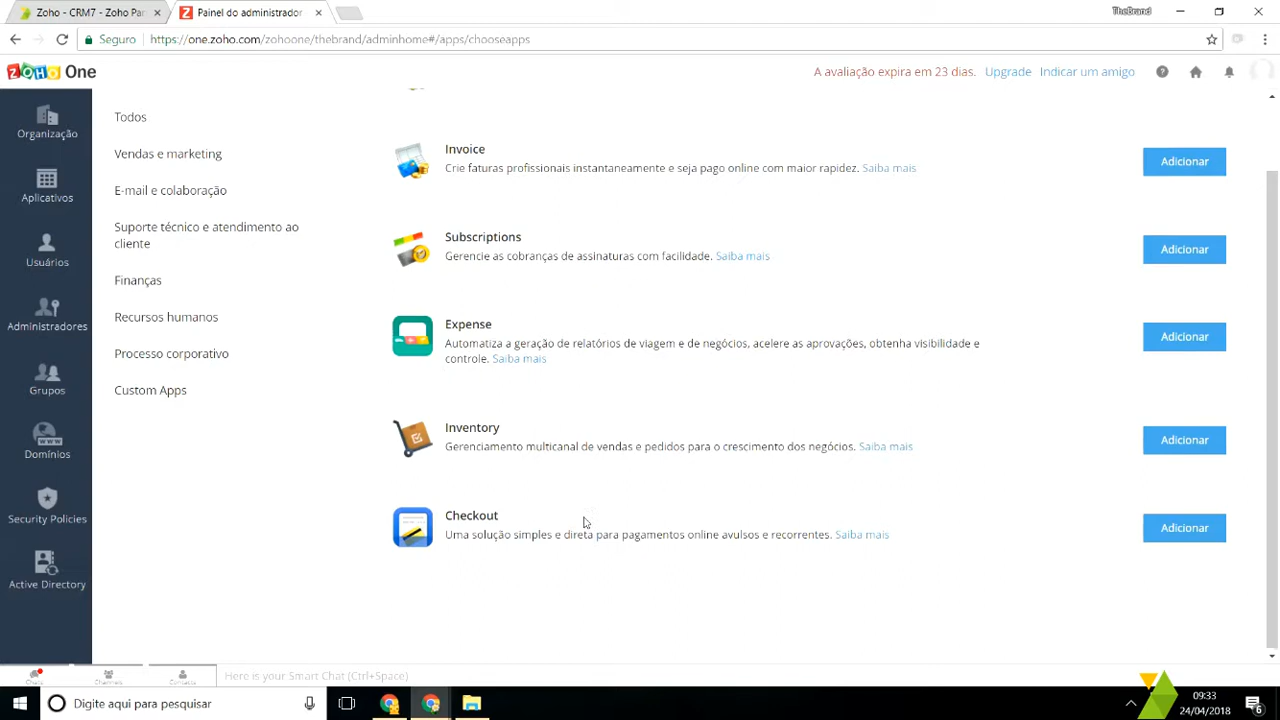 Zoho - CRM7 - Zoho Par
Painel do administrador
TheBrand
Seguro
https://one.zoho.com/zohoone/thebrand/adminhome#/apps/chooseapps
ZOHO One
A avaliação expira em 23 dias.
Upgrade
Indicar um amigo
Organização
Aplicativos
Usuários
Administradores
Grupos
Domínios
Security Policies
Active Directory
Todos
Vendas e marketing
E-mail e colaboração
Suporte técnico e atendimento ao
cliente
Finanças
Recursos humanos
Processo corporativo
Custom Apps
Invoice
Crie faturas profissionais instantaneamente e seja pago online com maior rapidez. Saiba mais
Adicionar
Subscriptions
Gerencie as cobranças de assinaturas com facilidade. Saiba mais
Adicionar
Expense
Automatiza a geração de relatórios de viagem e de negócios, acelere as aprovações, obtenha visibilidade e
controle. Saiba mais
Adicionar
Inventory
Gerenciamento multicanal de vendas e pedidos para o crescimento dos negócios. Saiba mais
Adicionar
Checkout
Uma solução simples e direta para pagamentos online avulsos e recorrentes. Saiba mais
Adicionar
Chats
Channels
Contacts
Here is your Smart Chat (Ctrl+Space)
Digite aqui para pesquisar
09:33
24/04/2018
6